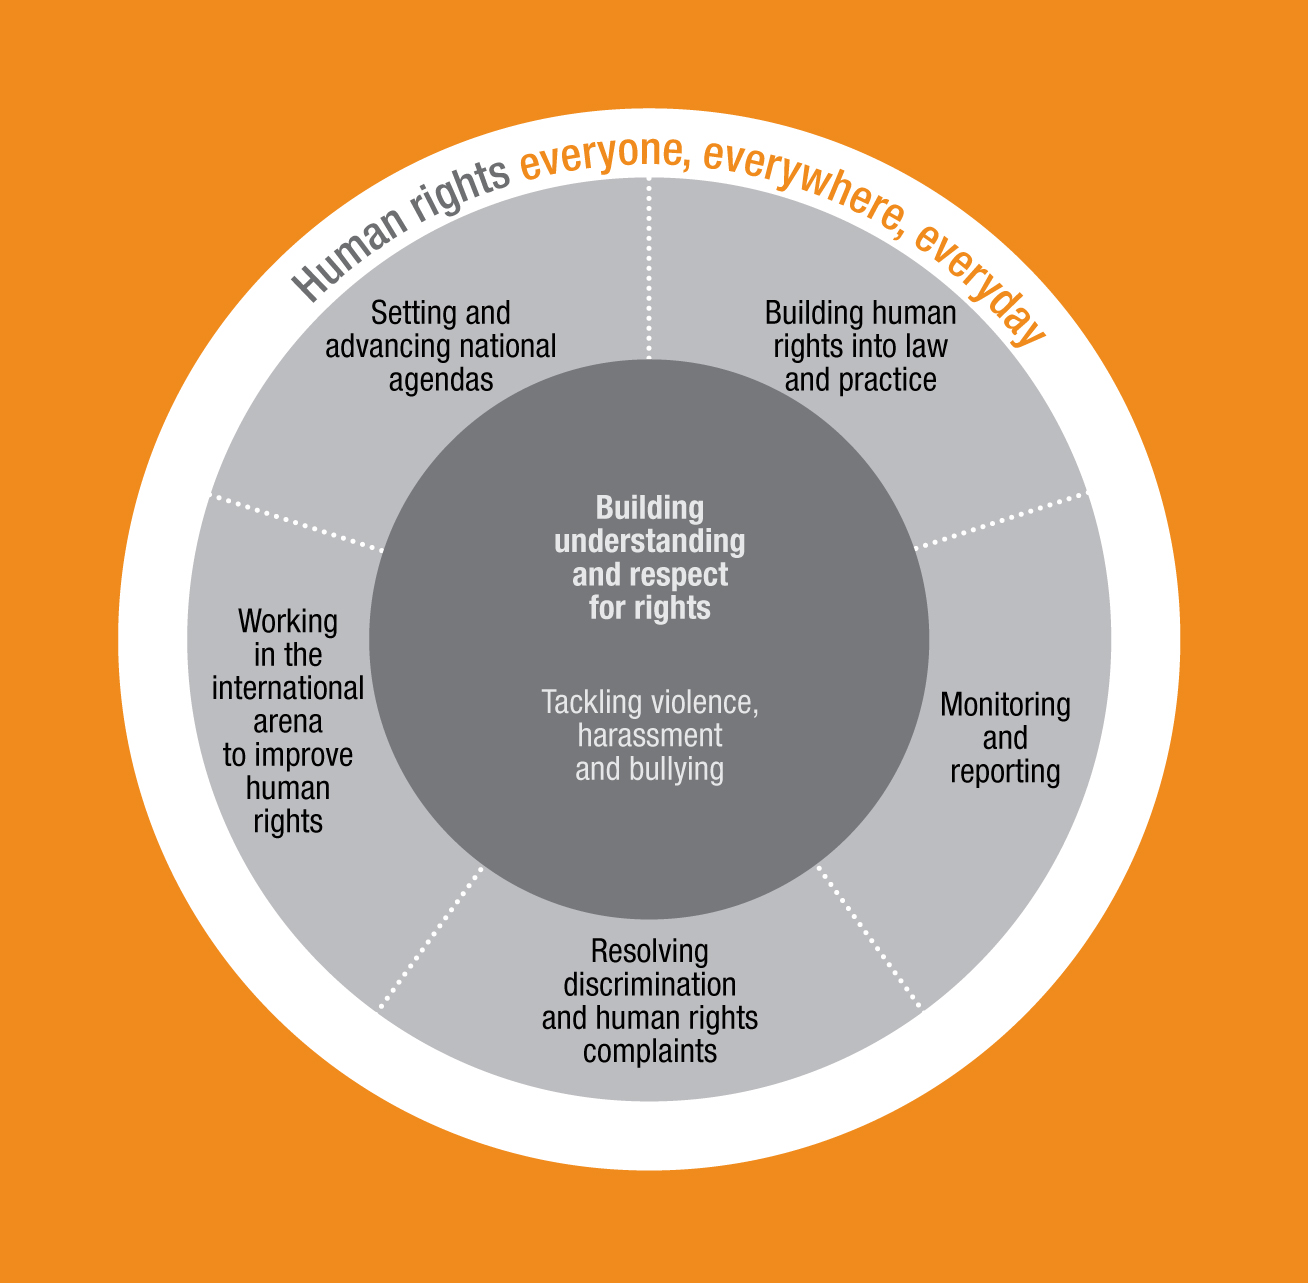 Human rights everyone, everywhere, everyday
Setting and
advancing national
agendas
Building human
rights into law
and practice
Building
understanding
and respect
for rights
Tackling violence,
harassment
and bullying
Working
in the
international
arena
to improve
human
rights
Monitoring
and
reporting
Resolving
discrimination
and human rights
complaints